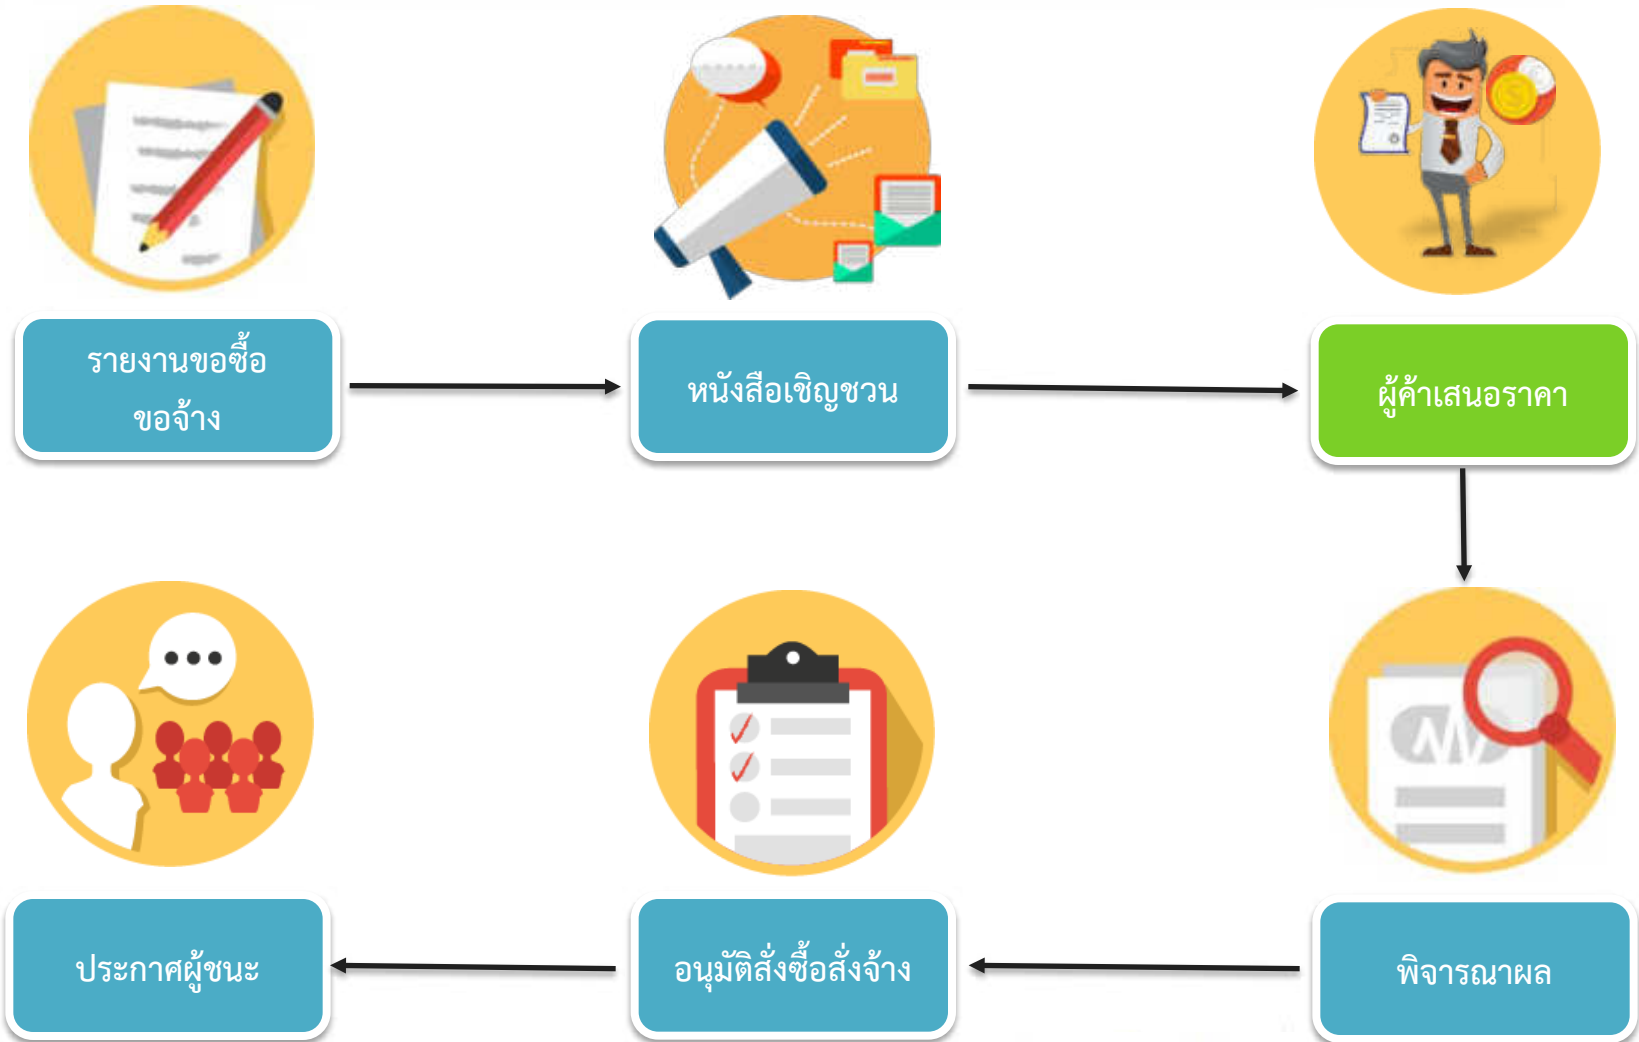 รายงานขอซื้อ
ขอจ้าง
หนังสือเชิญชวน
ผู้ค้าเสนอราคา
พิจารณาผล
อนุมัติสั่งซื้อสั่งจ้าง
ประกาศผู้ชนะ